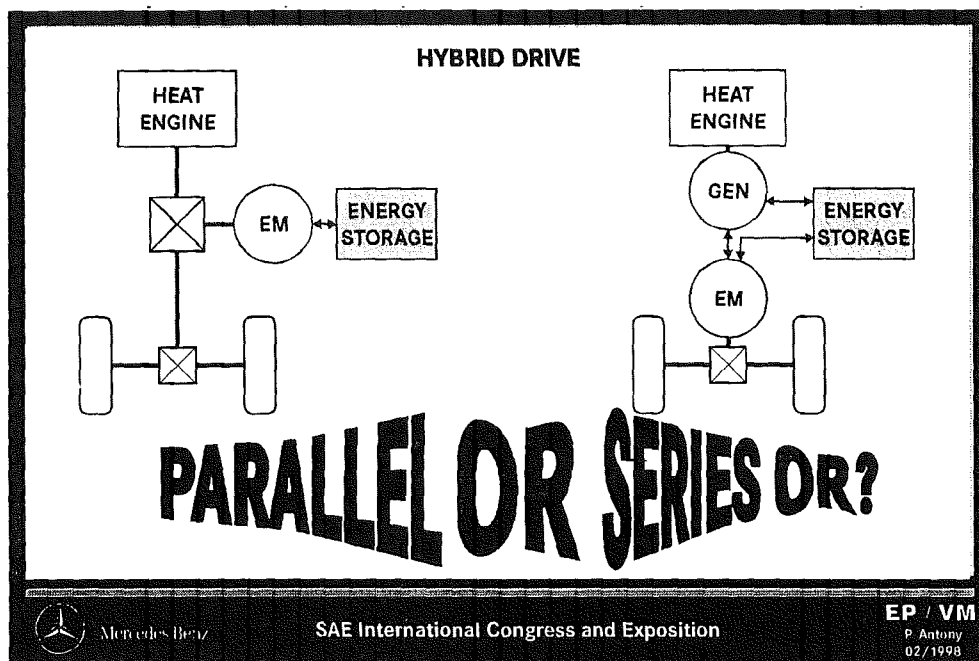 HYBRID DRIVE
HEAT
ENGINE
EM
ENERGY
STORAGE
HEAT
ENGINE
GEN
ENERGY
STORAGE
EM
PARALLEL OR SERIES OR?
Mercedes Benz
SAE International Congress and Exposition
EP / VM
P. Antony
02/1998